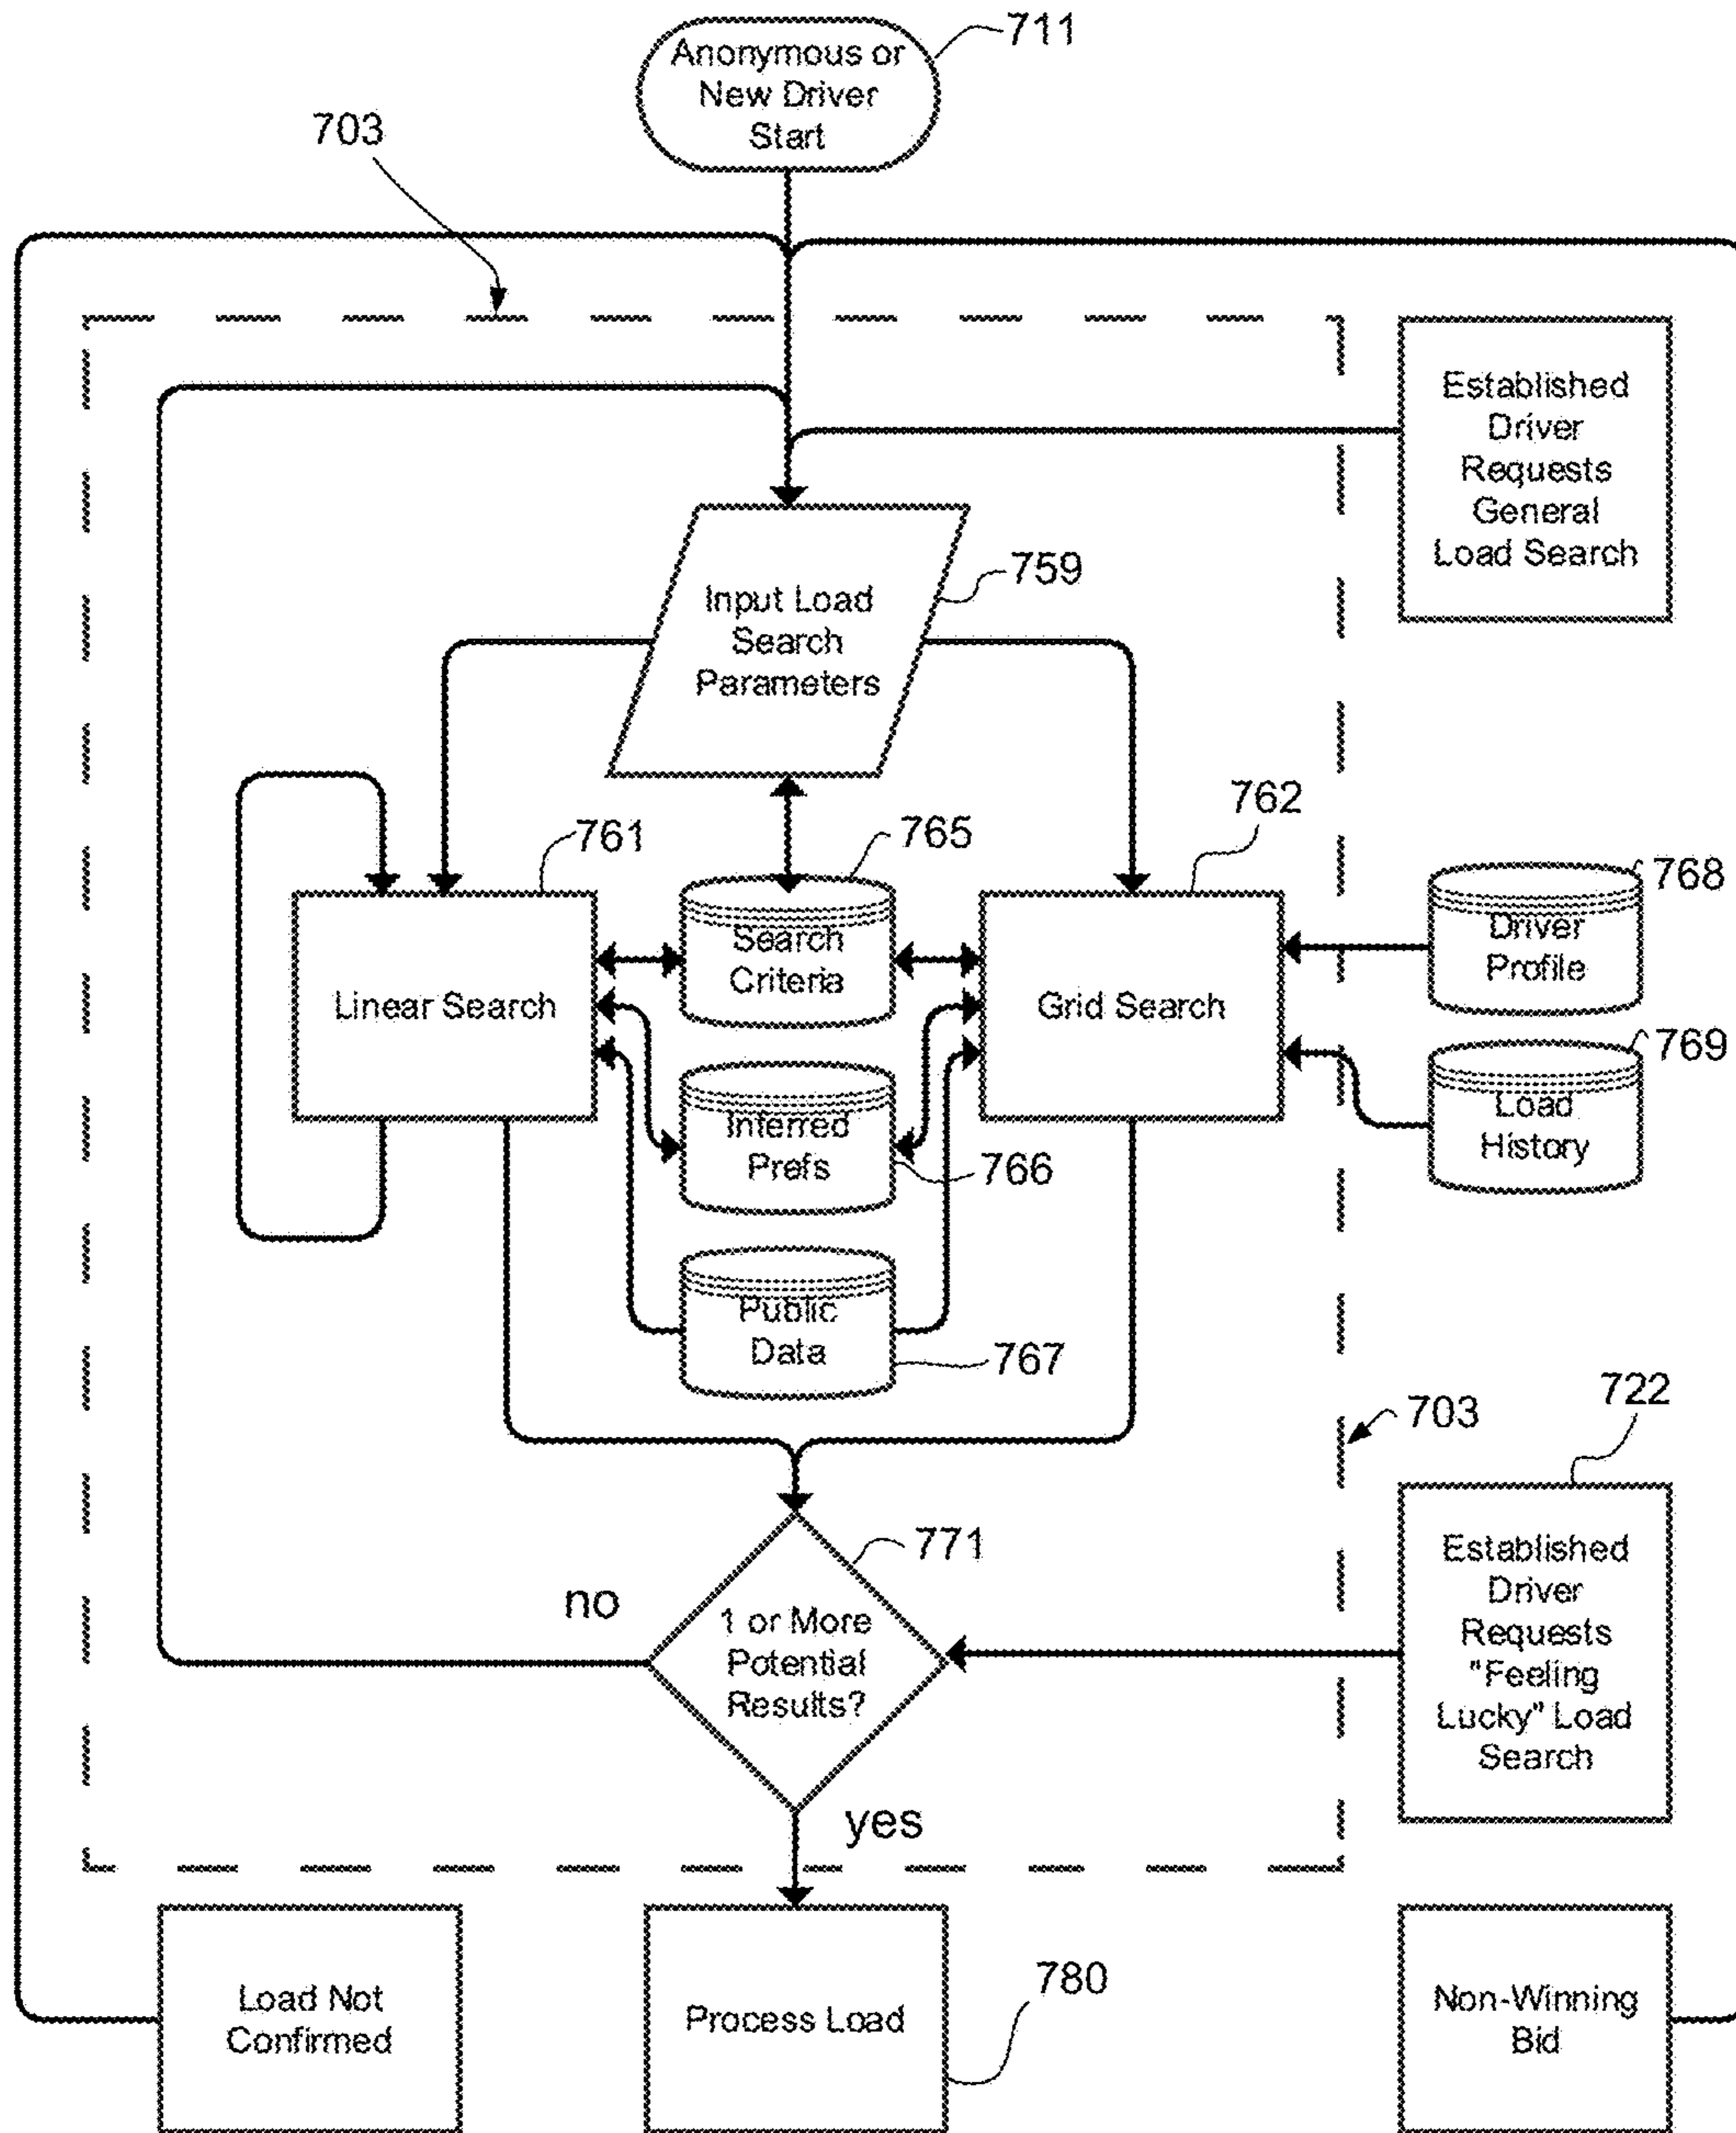 711
Anonymous or
New Driver
Start
703
Established
Driver
Requests
General
Load Search
759
Input Load
Search
Parameters
762
761
765
768
Driver
Profile
Search
Criteria
Linear Search
Grid Search
769
Load
History
Inferred
Prefs
766
Public
Data
767
722
703
771
no
1 or More
Potential
Results?
Established
Driver
Requests
"Feeling
Lucky" Load
Search
yes
Load Not
Confirmed
Process Load
780
Non-Winning
Bid